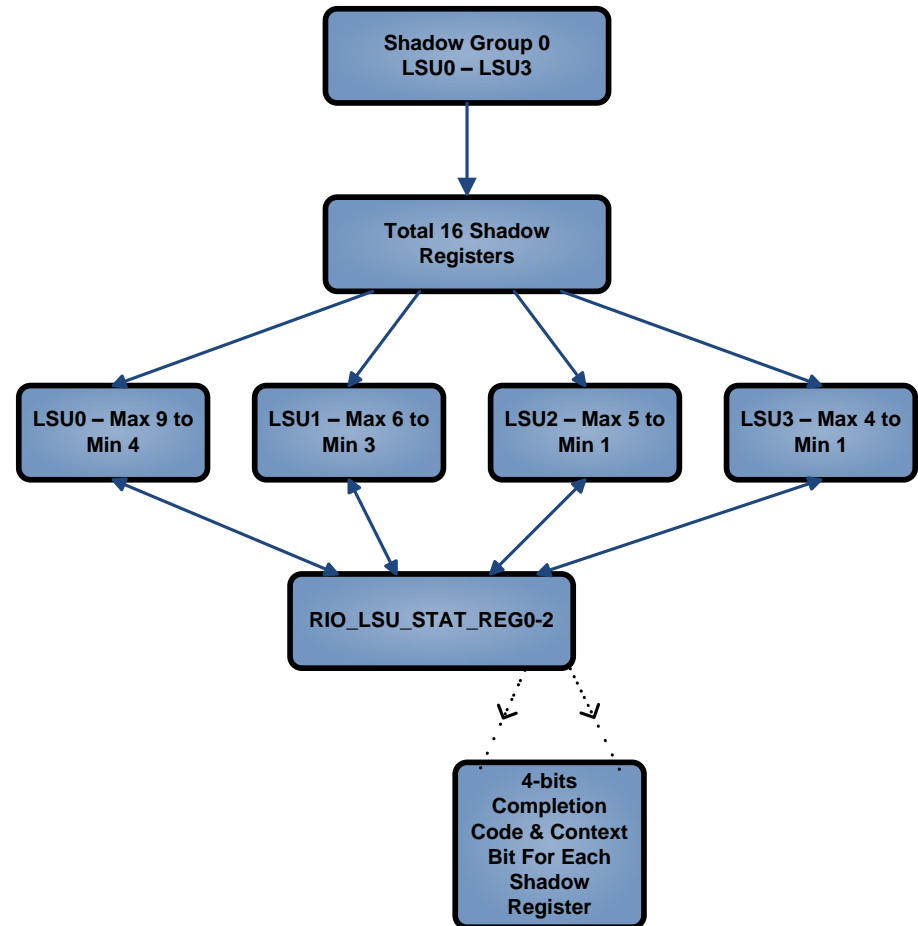 Shadow Group 0
LSU0 – LSU3
Total 16 Shadow
Registers
LSU0 – Max 9 to
Min 4
LSU1 – Max 6 to
Min 3
LSU2 – Max 5 to
Min 1
LSU3 – Max 4 to
Min 1
RIO_LSU_STAT_REG0-2
4-bits
Completion
Code & Context
Bit For Each
Shadow
Register